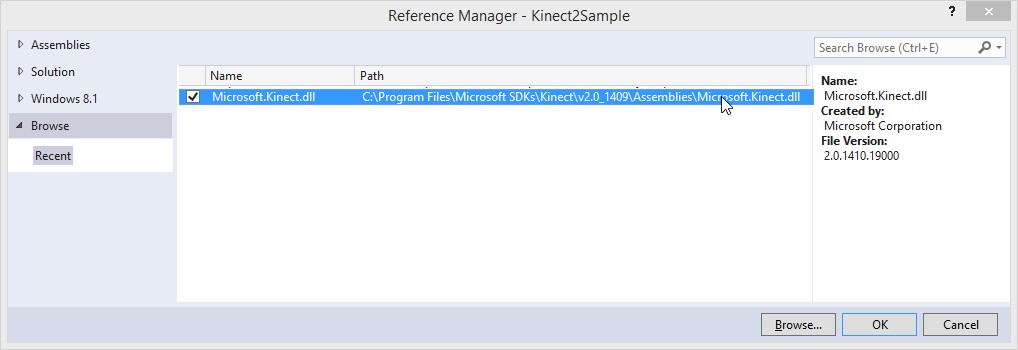 Reference Manager - Kinect2Sample
?
Assemblies
Solution
Windows 8.1
Browse
Recent
Search Browse (Ctrl+E)
Name Path
Microsoft.Kinect.dll C:\Program Files\Microsoft SDKs\Kinect\v2.0_1409\Assemblies\Microsoft.Kinect.dll
Name:
Microsoft.Kinect.dll
Created by:
Microsoft Corporation
File Version:
2.0.1410.19000
Browse... OK Cancel